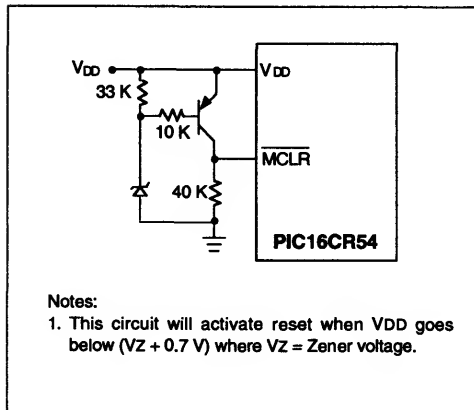 VDD
VDD
33 K
10 K
MCLR
40 K
PIC16CR54
Notes:
1. This circuit will activate reset when VDD goes
below (VZ + 0.7 V) where VZ = Zener voltage.